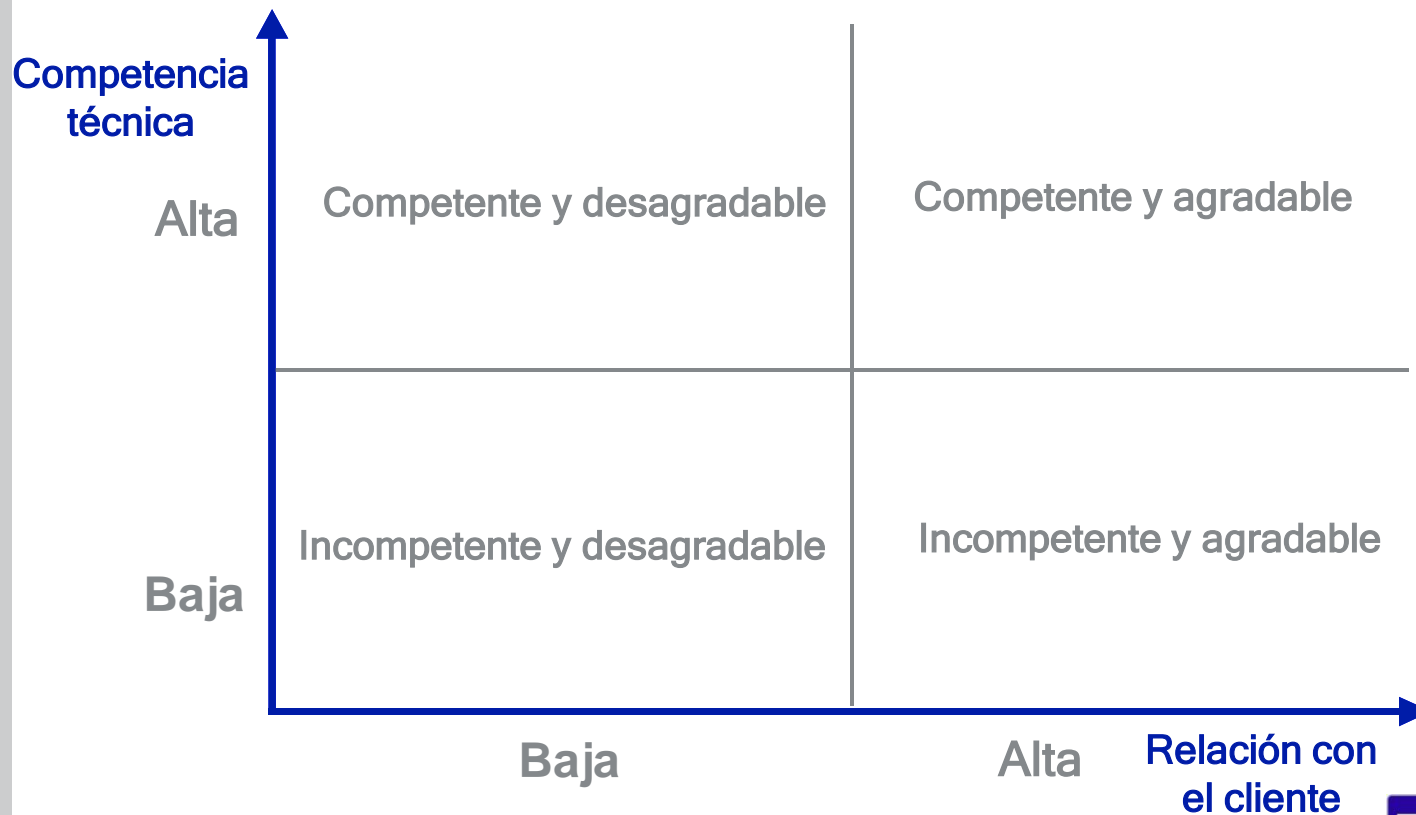 Competencia
técnica
Alta
Competente y desagradable
Competente y agradable
Incompetente y desagradable
Incompetente y agradable
Baja
Baja
Alta
Relación con
el cliente